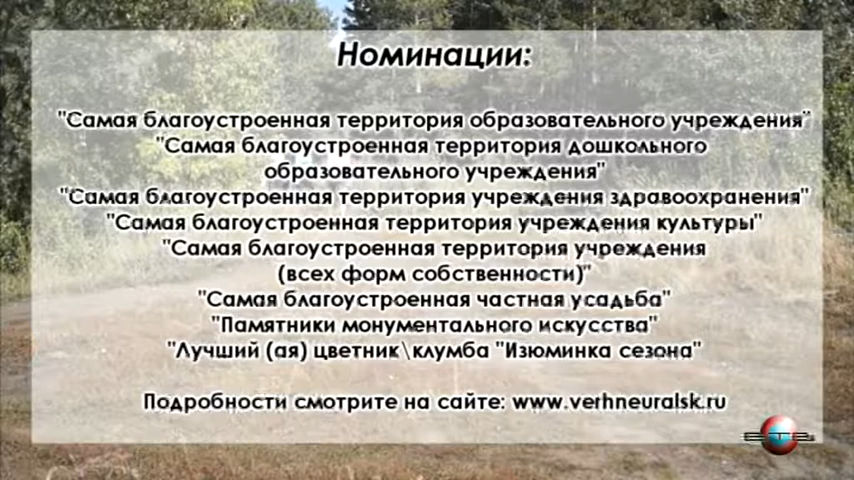 Номинации:
"Самая благоустроенная территория образовательного учреждения"
"Самая благоустроенная территория дошкольного
образовательного учреждения"
"Самая благоустроенная территория учреждения здравоохранения"
"Самая благоустроенная территория учреждения культуры"
"Самая благоустроенная территория учреждения
(всех форм собственности)"
"Самая благоустроенная частная усадьба"
"Памятники монументального искусства"
"Лучший (ая) цветник\клумба "Изюминка сезона"
Подробности смотрите на сайте: www.verhneuralsk.ru